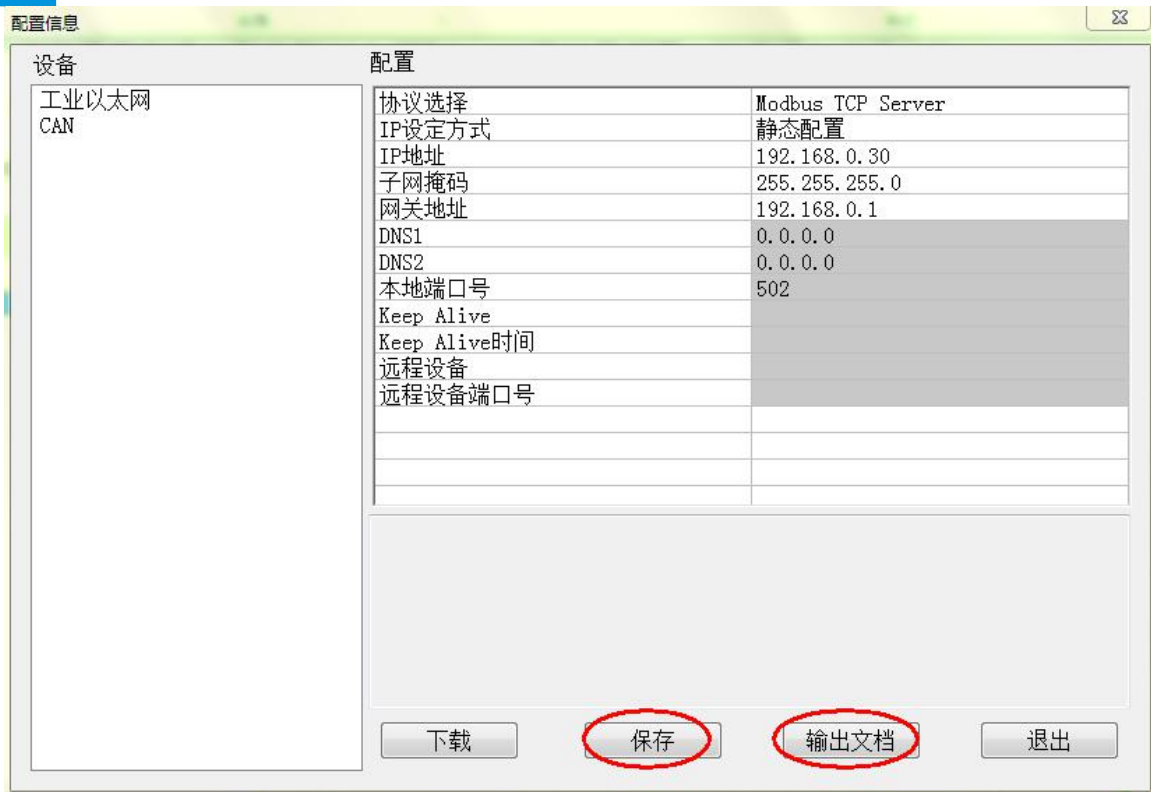 配置信息
设备
配置
工业以太网
CAN
协议选择 Modbus TCP Server
IP设定方式 静态配置
IP地址 192.168.0.30
子网掩码 255.255.255.0
网关地址 192.168.0.1
DNS1 0.0.0.0
DNS2 0.0.0.0
本地端口号 502
Keep Alive
Keep Alive时间
远程设备
远程设备端口号
下载 保存 输出文档 退出